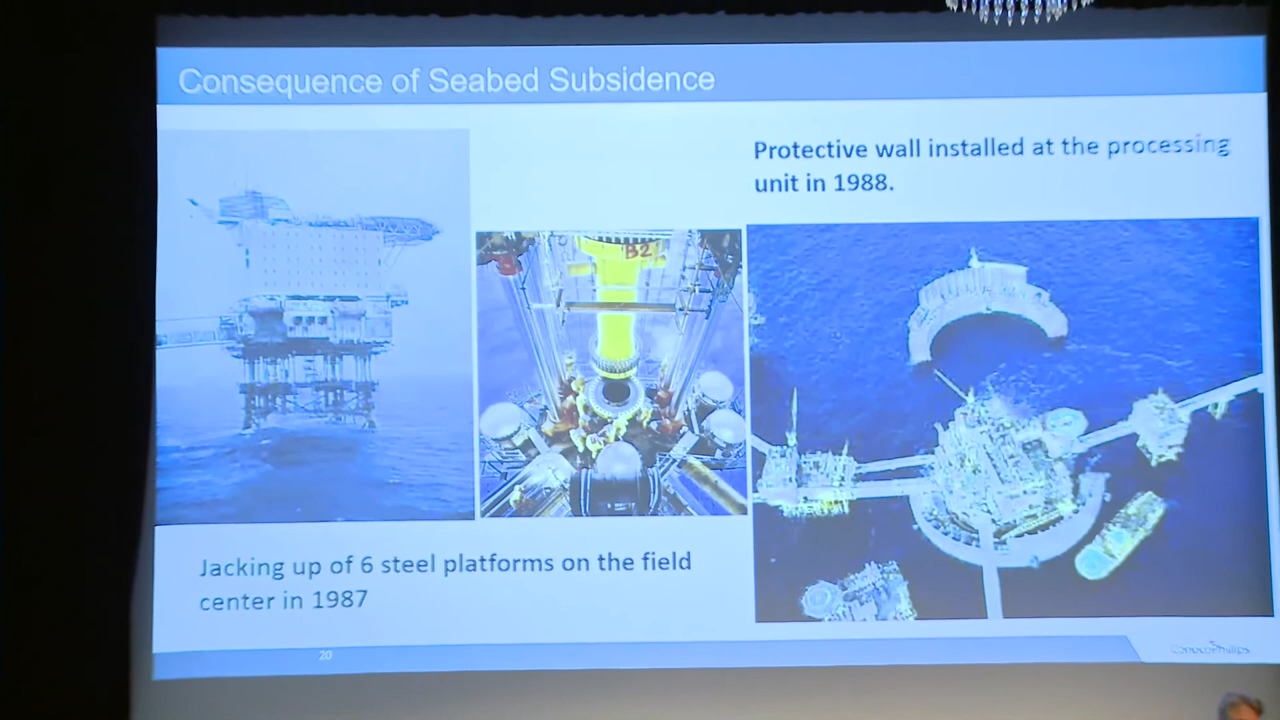 Consequence of Seabed Subsidence
Protective wall installed at the processing
unit in 1988.
B2
Jacking up of 6 steel platforms on the field
center in 1987
20
ConocoPhillips